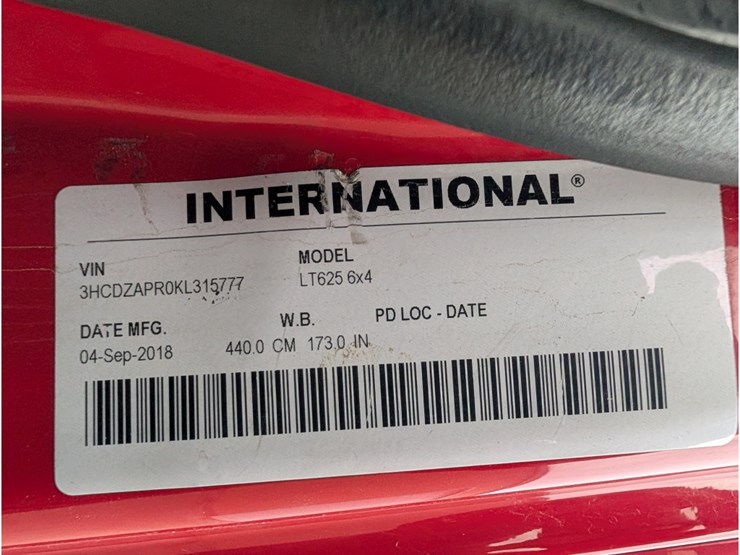 INTERNATIONAL®
VIN MODEL
3HCDZAPR0KL315777 LT625 6x4
DATE MFG. W.B. PD LOC - DATE
04-Sep-2018 440.0 CM 173.0 IN